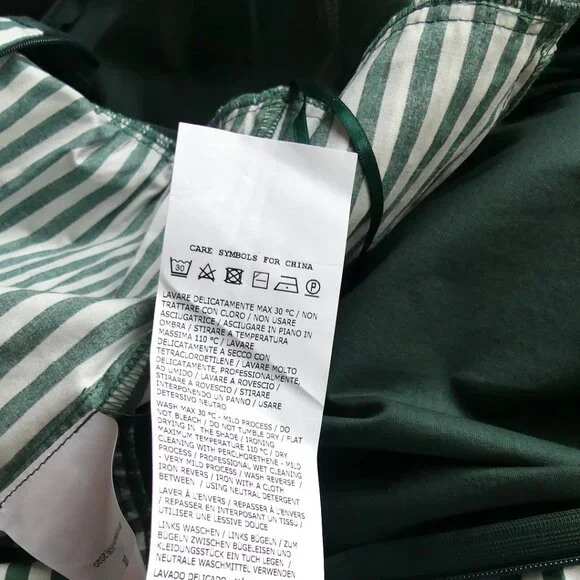 CARE SYMBOLS FOR CHINA
30
P
LAVARE DELICATAMENTE MAX 30 °C / NON
TRATTARE CON CLORO / NON USARE
ASCIUGATRICE / ASCIUGARE IN PIANO IN
OMBRA / STIRARE A TEMPERATURA
MASSIMA 110 °C / LAVARE
DELICATAMENTE A SECCO CON
TETRACLOROETILENE / LAVARE MOLTO
DELICATAMENTE, PROFESSIONALMENTE,
AD UMIDO / LAVARE A ROVESCIO /
STIRARE A ROVESCIO / STIRARE
INTERPONENDO UN PANNO / USARE
DETERSIVO NEUTRO
WASH MAX 30 °C - MILD PROCESS / DO
NOT BLEACH / DO NOT TUMBLE DRY / FLAT
DRYING IN THE SHADE / IRONING
MAXIMUM TEMPERATURE 110 °C / DRY
CLEANING WITH PERCLORETHENE - MILD
PROCESS / PROFESSIONAL WET CLEANING
- VERY MILD PROCESS / WASH REVERSE /
IRON REVERS / IRON WITH A CLOTH
BETWEEN / USING NEUTRAL DETERGENT
LAVER À L'ENVERS / REPASSER À L'ENVERS
/ REPASSER EN INTERPOSANT UN TISSU /
UTILISER UNE LESSIVE DOUCE
LINKS WASCHEN / LINKS BÜGELN / ZUM
BÜGELN ZWISCHEN BÜGELEISEN UND
KLEIDUNGSSTÜCK EIN TUCH LEGEN /
NEUTRALE WASCHMITTEL VERWENDEN
LAVADO DELICADO